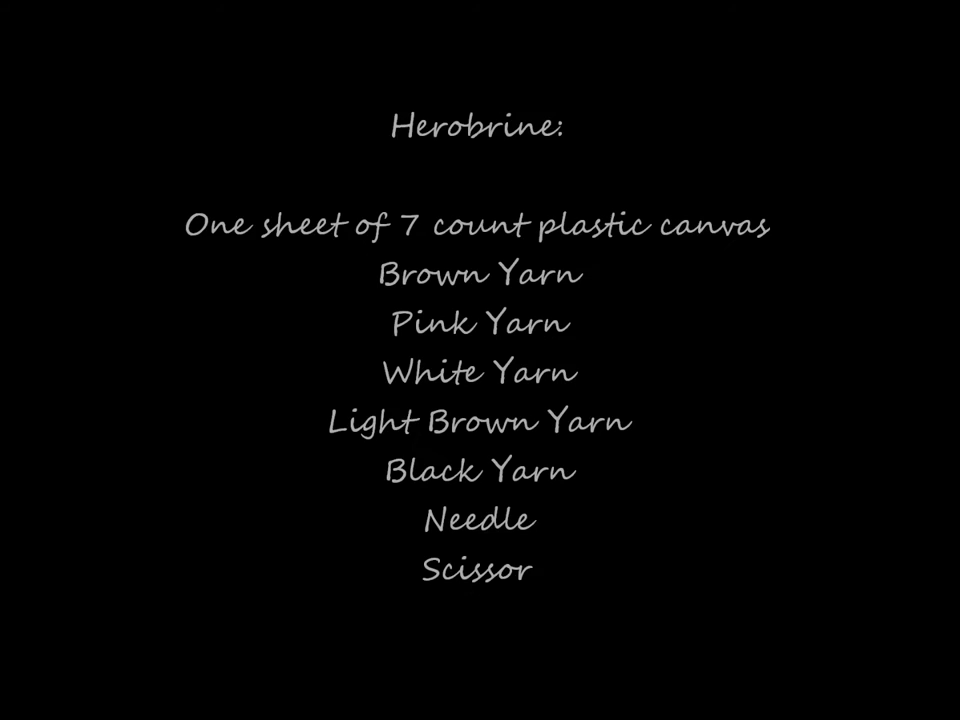 Herobrine:
One sheet of 7 count plastic canvas
Brown Yarn
Pink Yarn
White Yarn
Light Brown Yarn
Black Yarn
Needle
Scissor